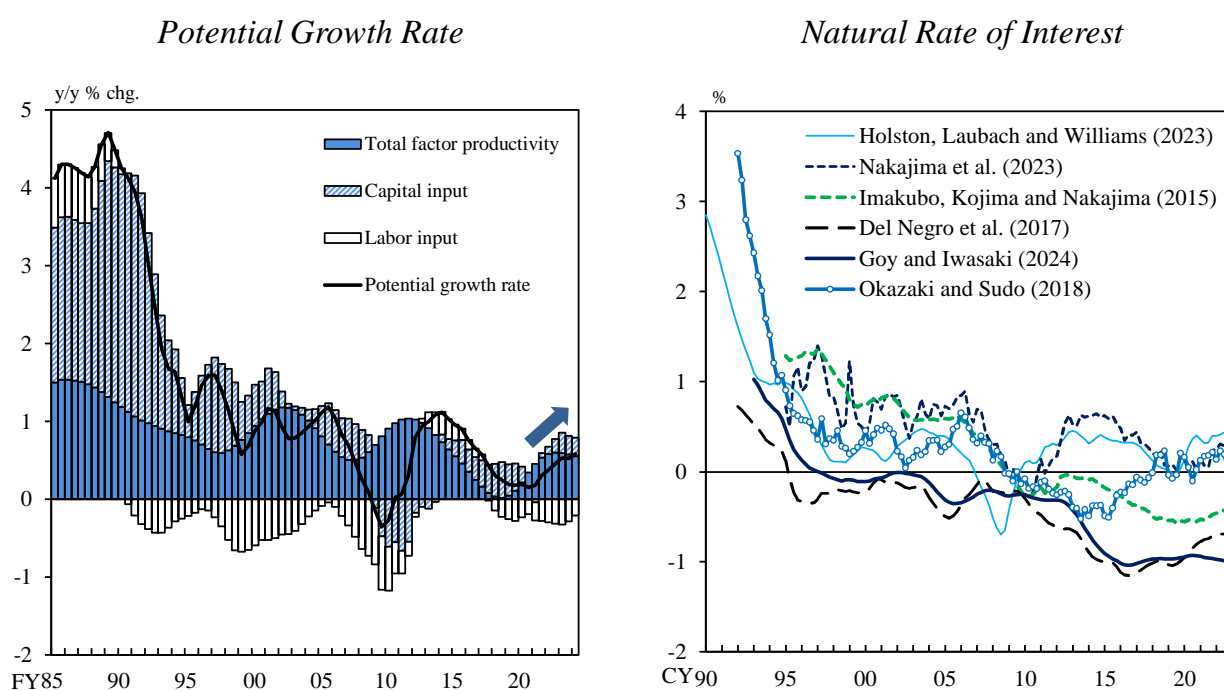 Potential Growth Rate
y/y % chg.
5
4
3
2
1
0
-1
-2
Total factor productivity
Capital input
Labor input
Potential growth rate
FY85 90 95 00 05 10 15 20
Natural Rate of Interest
%
4
3
2
1
0
-1
-2
Holston, Laubach and Williams (2023)
Nakajima et al. (2023)
Imakubo, Kojima and Nakajima (2015)
Del Negro et al. (2017)
Goy and Iwasaki (2024)
Okazaki and Sudo (2018)
CY90 95 00 05 10 15 20